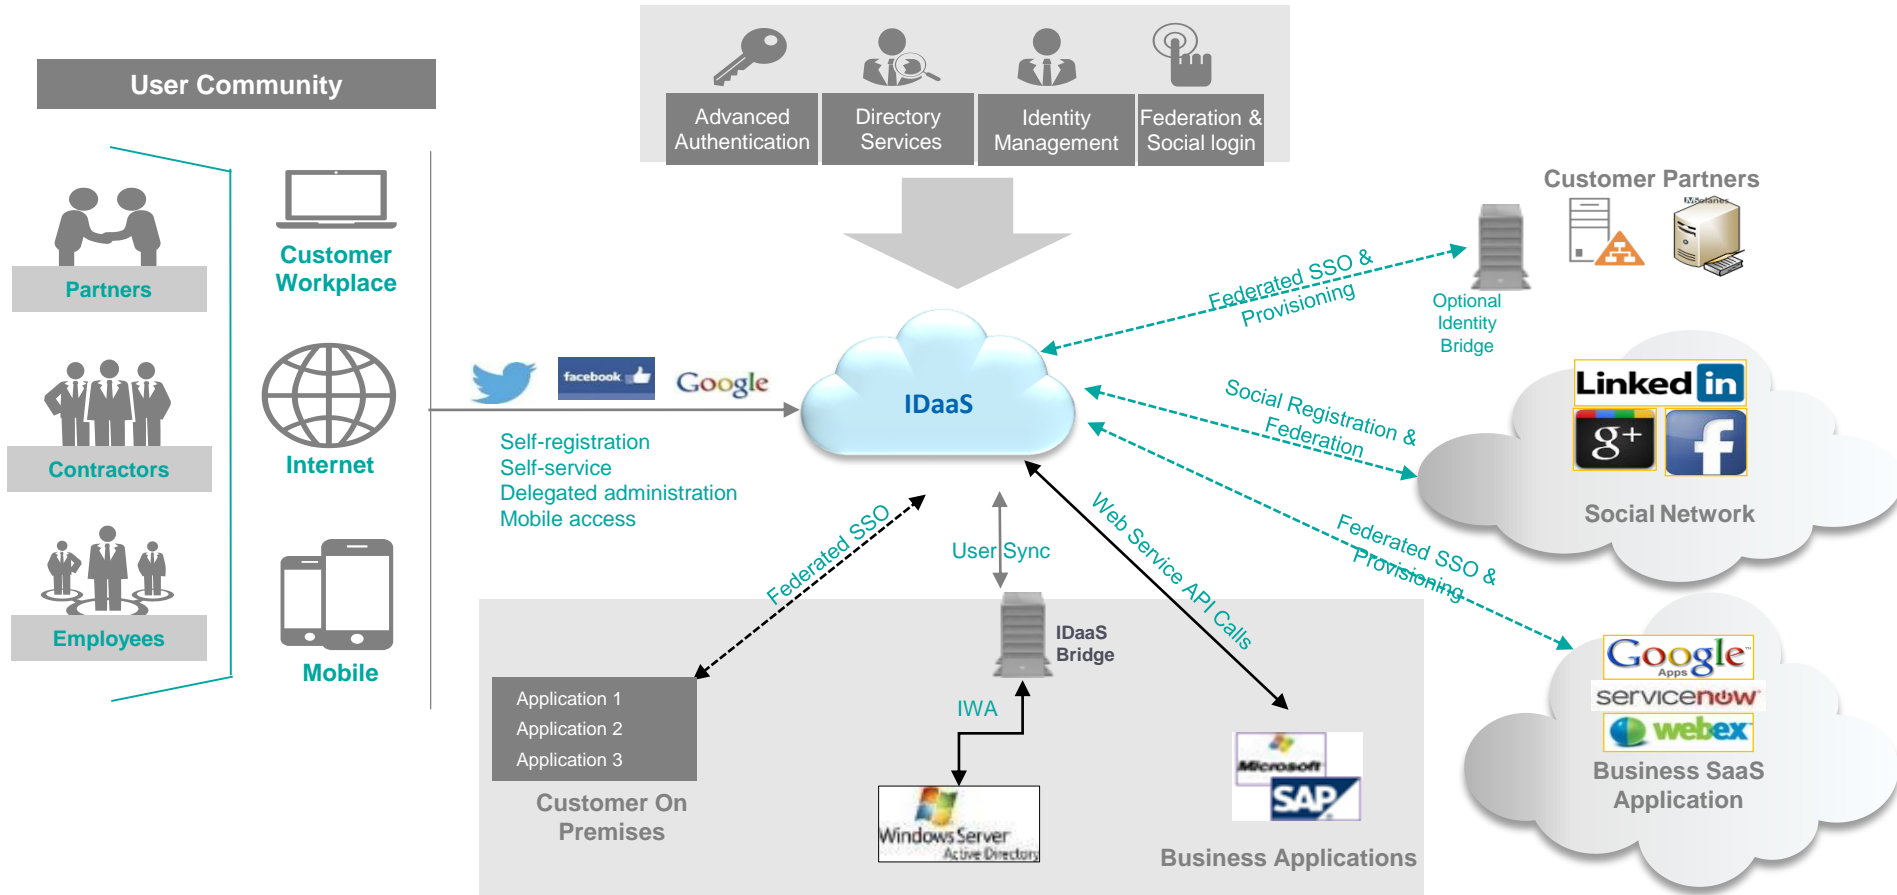 User Community
Partners
Contractors
Employees
Customer
Workplace
Internet
Mobile
Advanced
Authentication
Directory
Services
Identity
Management
Federation &
Social login
facebook
Google
Self-registration
Self-service
Delegated administration
Mobile access
IDaaS
Federated SSO &
Provisioning
Optional
Identity
Bridge
Customer Partners
Social Registration &
Federation
Linked in
g+
f
Social Network
Federated SSO &
Provisioning
Google™
Apps
servicenow
webex
Business SaaS
Application
Federated SSO
User Sync
Web Service API Calls
IDaaS
Bridge
IWA
Application 1
Application 2
Application 3
Customer On
Premises
Windows Server
Active Directory
Microsoft
SAP
Business Applications